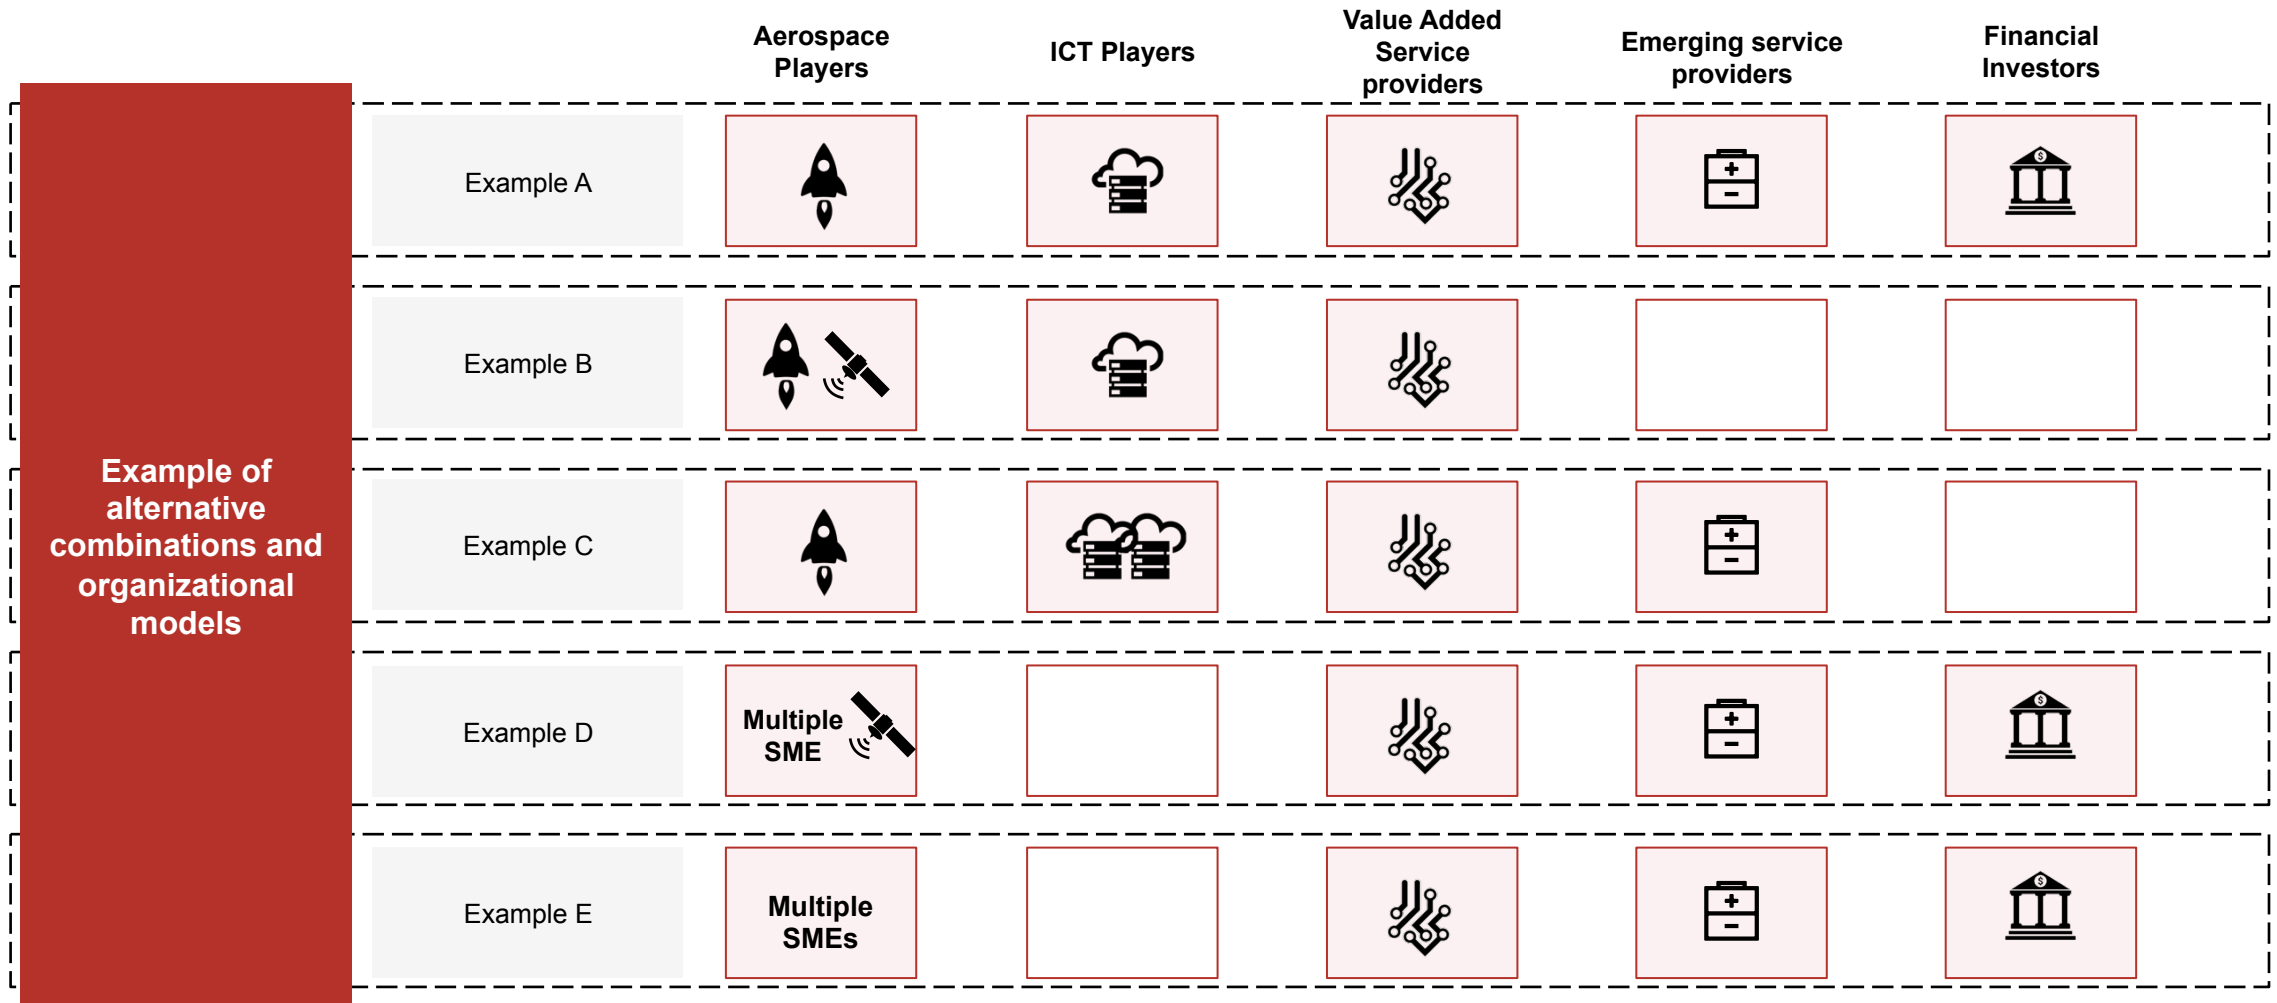 Aerospace
Players
ICT Players
Value Added
Service
providers
Emerging service
providers
Financial
Investors
Example of
alternative
combinations and
organizational
models
Example A
Example B
Example C
Example D
Multiple
SME
Example E
Multiple
SMEs